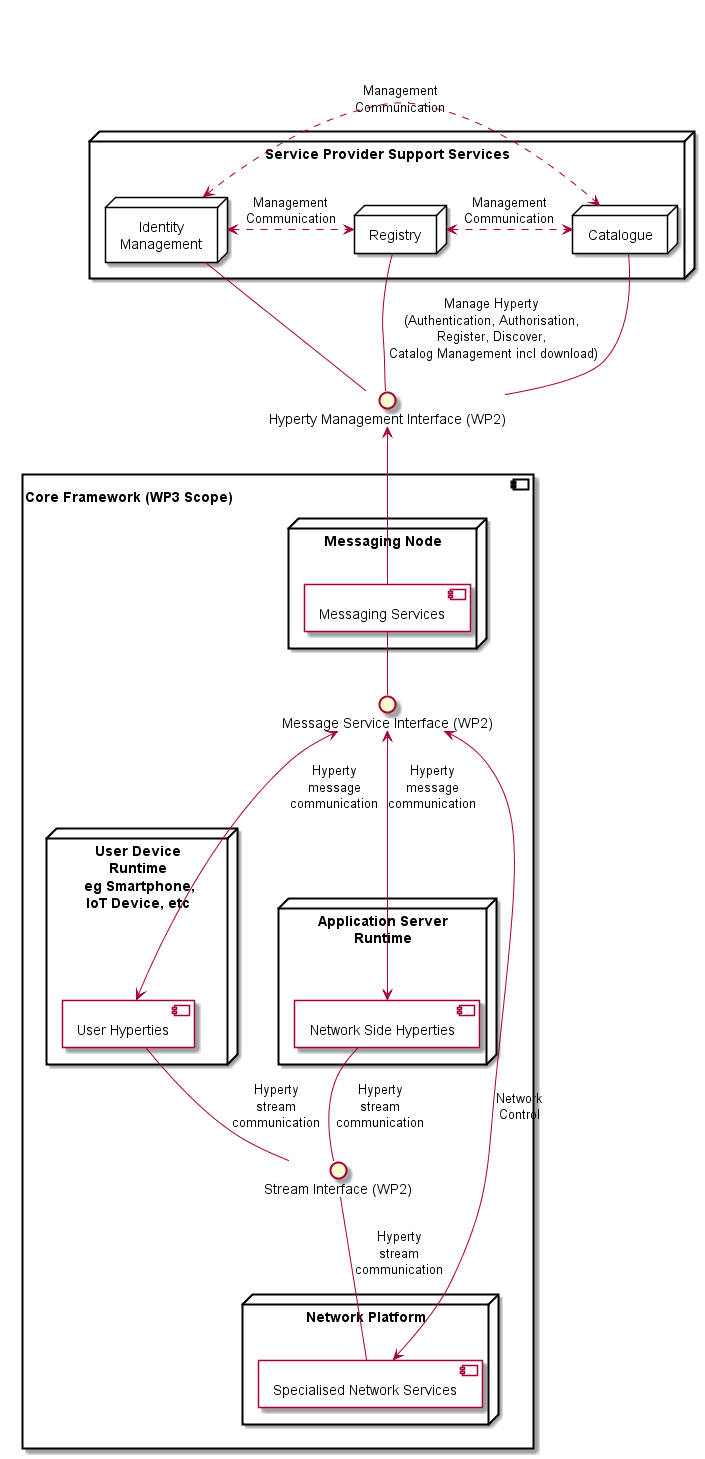 Management
Communication
Service Provider Support Services
Identity
Management
Management
Communication
Registry
Management
Communication
Catalogue
Manage Hyperty
(Authentication, Authorisation,
Register, Discover,
Catalog Management incl download)
Hyperty Management Interface (WP2)
Core Framework (WP3 Scope)
Messaging Node
Messaging Services
Message Service Interface (WP2)
Hyperty
message
communication
Hyperty
message
communication
User Device
Runtime
eg Smartphone,
IoT Device, etc
Application Server
Runtime
User Hyperties
Network Side Hyperties
Hyperty
stream
communication
Hyperty
stream
communication
Network
Control
Stream Interface (WP2)
Hyperty
stream
communication
Network Platform
Specialised Network Services